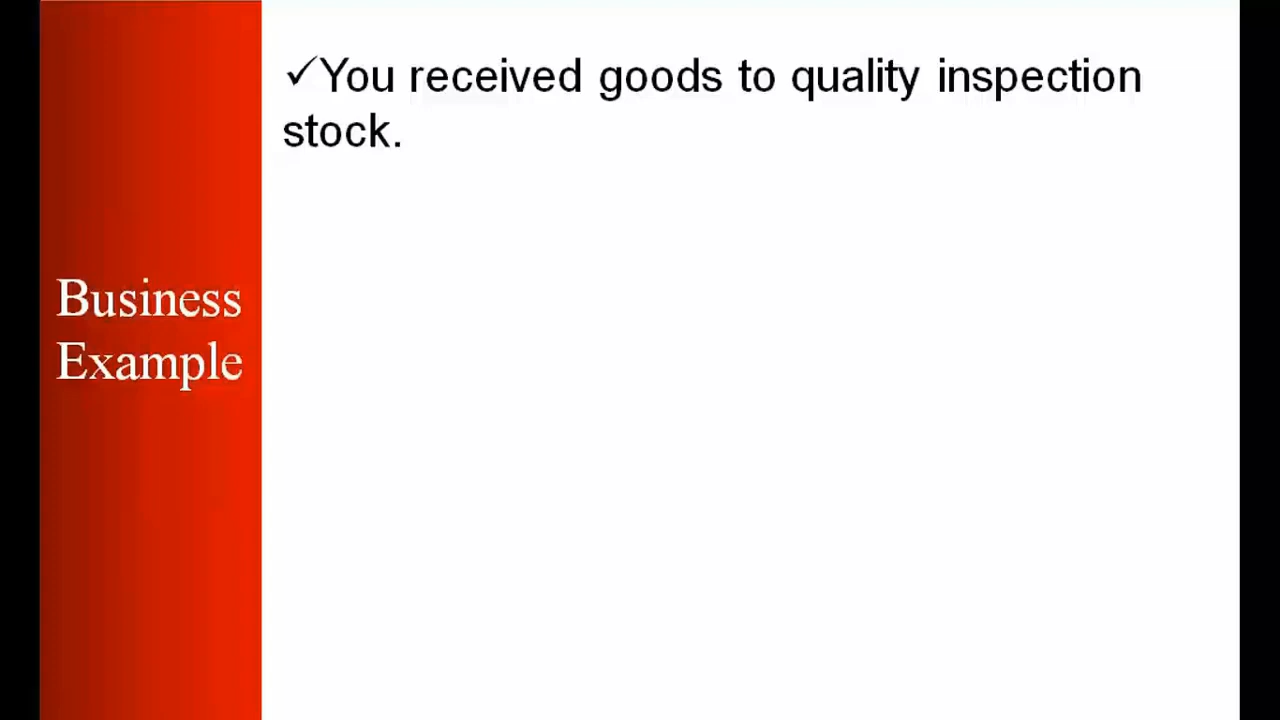 Business
Example
✓You received goods to quality inspection
stock.